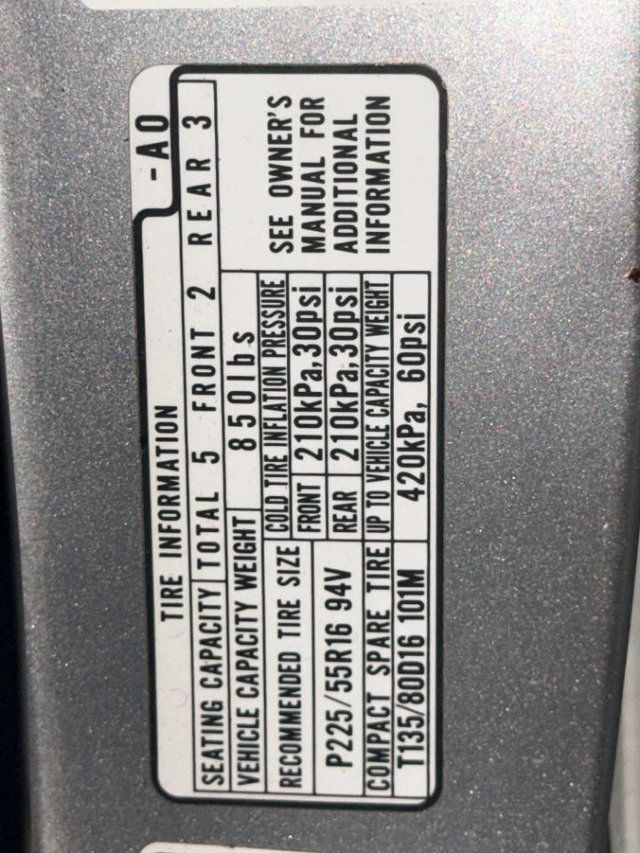 -A0
TIRE INFORMATION
SEATING CAPACITY TOTAL 5 FRONT 2 REAR 3
VEHICLE CAPACITY WEIGHT 850lbs
RECOMMENDED TIRE SIZE COLD TIRE INFLATION PRESSURE
P225/55R16 94V
FRONT 210kPa,30psi
REAR 210kPa,30psi
COMPACT SPARE TIRE UP TO VEHICLE CAPACITY WEIGHT
T135/80D16 101M 420kPa, 60psi
SEE OWNER'S
MANUAL FOR
ADDITIONAL
INFORMATION